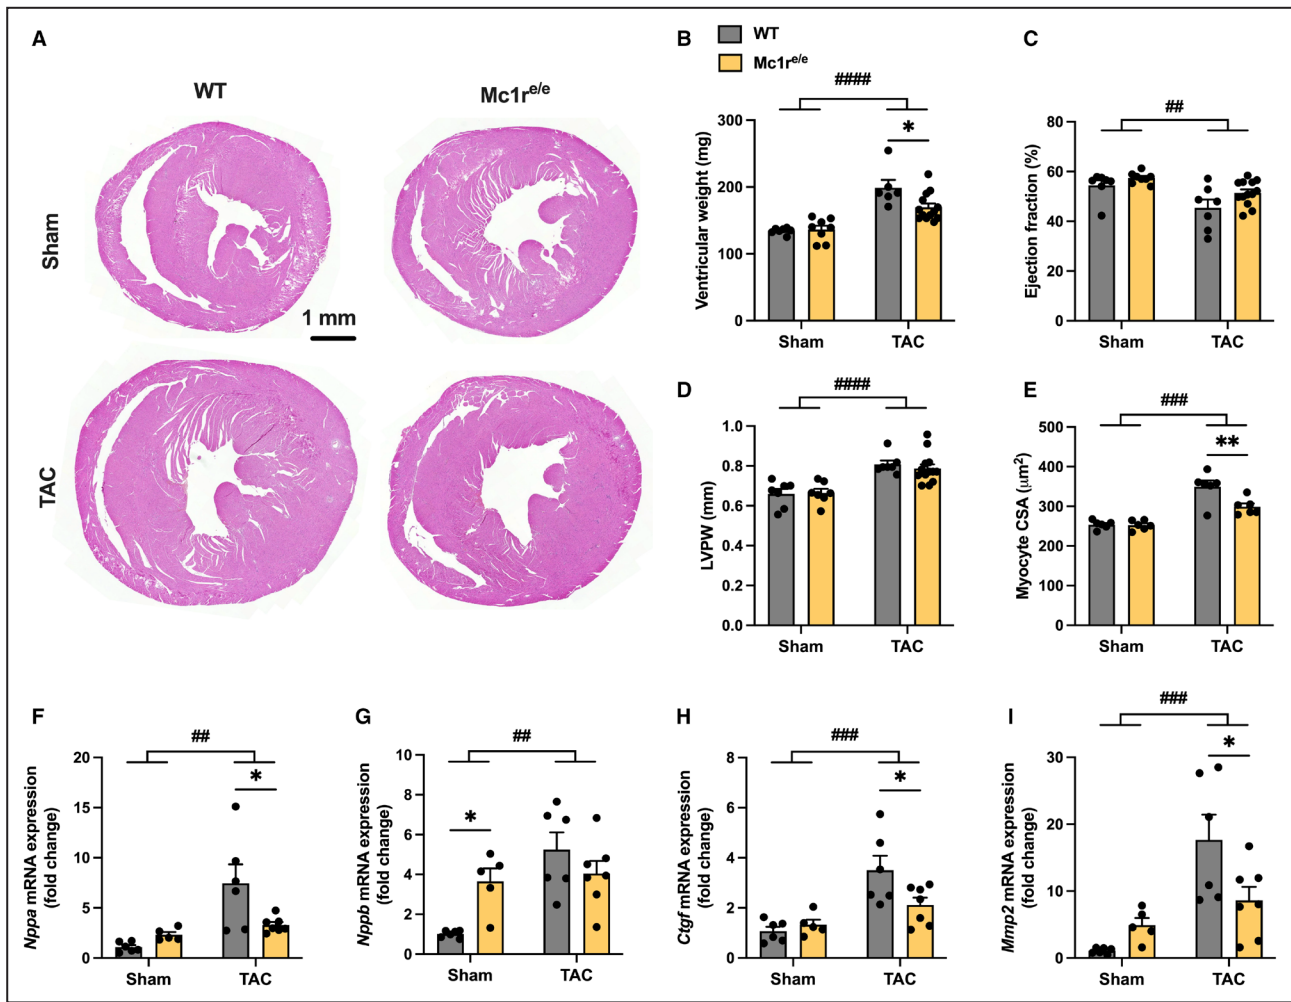 A
WT
Mc1re/e
Sham
1 mm
TAC
WT
Mc1re/e
B
####
*
Ventricular weight (mg)
300
200
100
0
Sham TAC
C
##
Ejection fraction (%)
80
60
40
20
0
Sham TAC
D
####
LVPW (mm)
1.0
0.8
0.6
0.4
0.2
0.0
Sham TAC
E
###
**
Myocyte CSA (µm2)
500
400
300
200
100
0
Sham TAC
F
##
*
Nppa mRNA expression
(fold change)
20
15
10
5
0
Sham TAC
G
##
*
Nppb mRNA expression
(fold change)
10
8
6
4
2
0
Sham TAC
H
###
*
Ctgf mRNA expression
(fold change)
8
6
4
2
0
Sham TAC
I
###
*
Mmp2 mRNA expression
(fold change)
30
20
10
0
Sham TAC